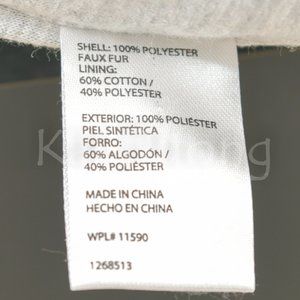 SHELL: 100% POLYESTER
FAUX FUR
LINING:
60% COTTON /
40% POLYESTER
EXTERIOR: 100% POLIÉSTER
PIEL SINTÉTICA
FORRO:
60% ALGODÓN /
40% POLIÉSTER
MADE IN CHINA
HECHO EN CHINA
WPL# 11590
1268513